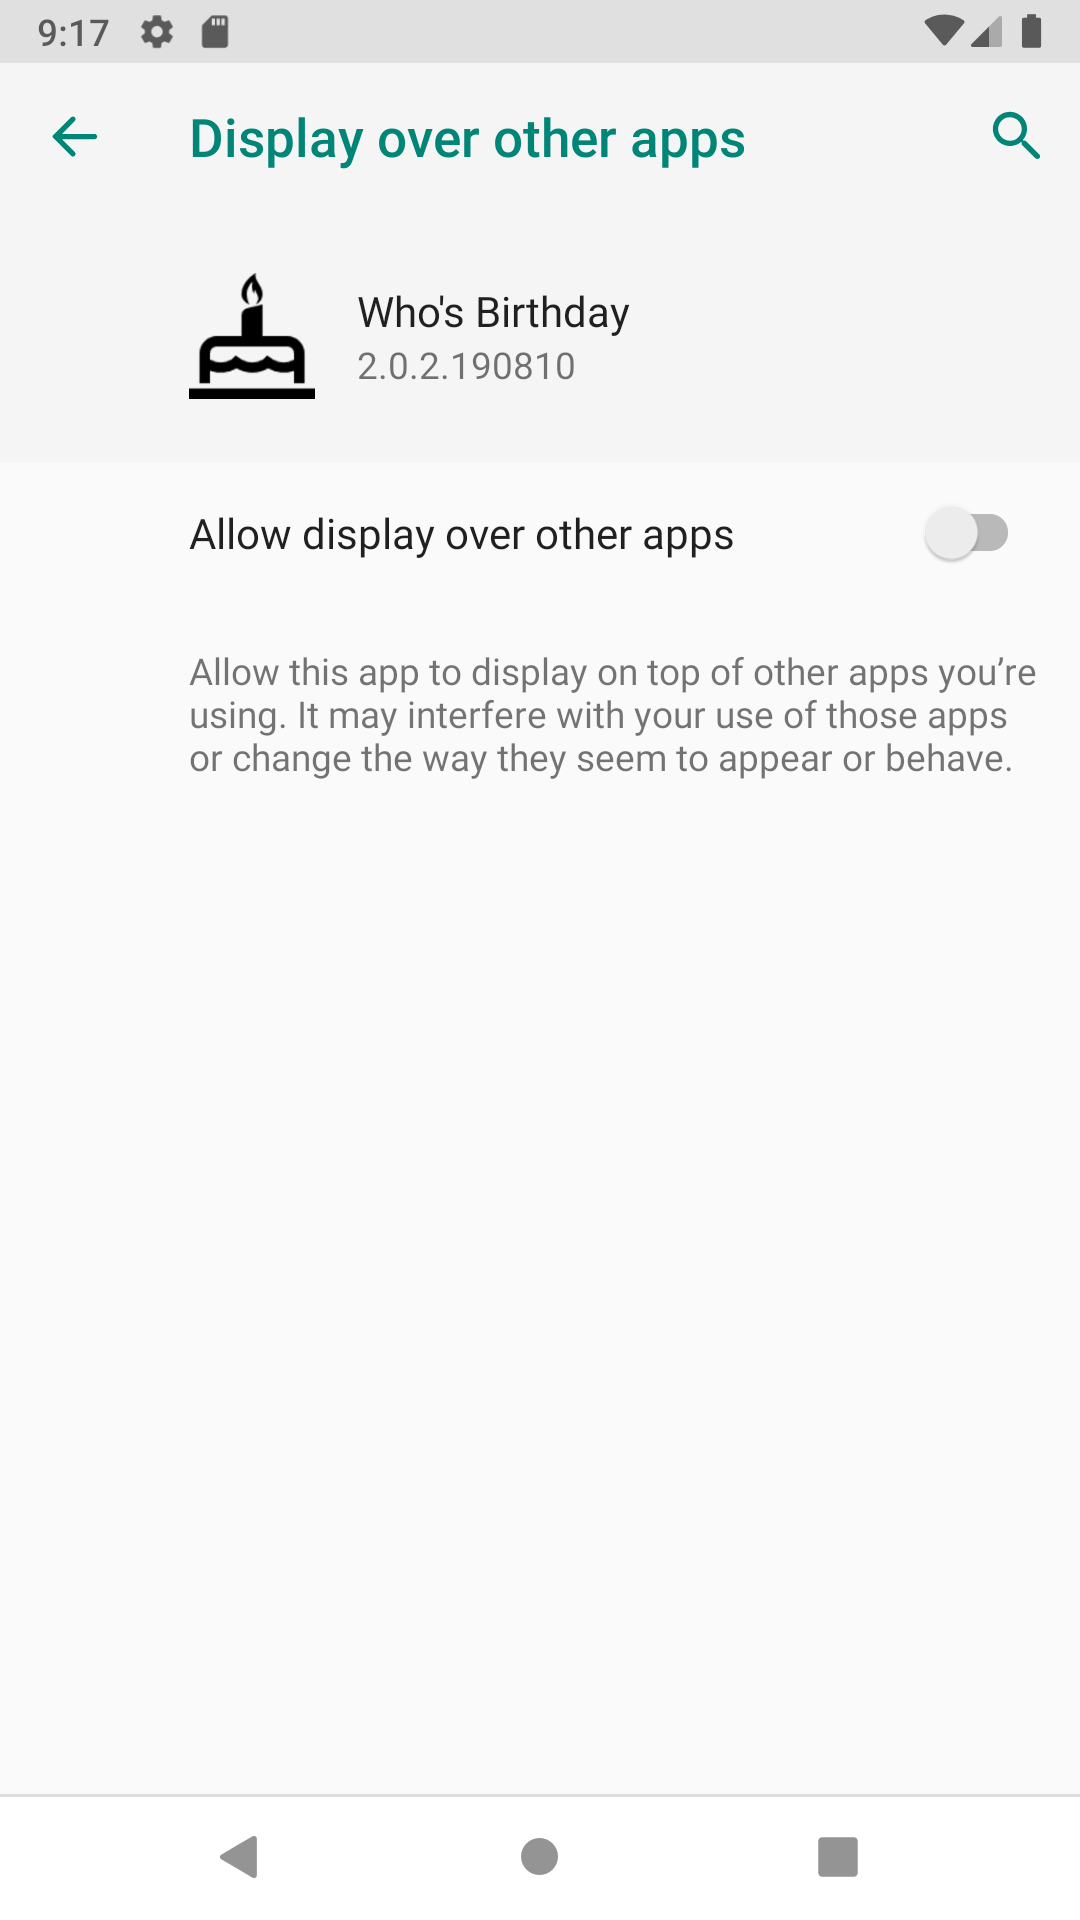 9:17
Display over other apps
Who's Birthday
2.0.2.190810
Allow display over other apps
Allow this app to display on top of other apps you’re
using. It may interfere with your use of those apps
or change the way they seem to appear or behave.